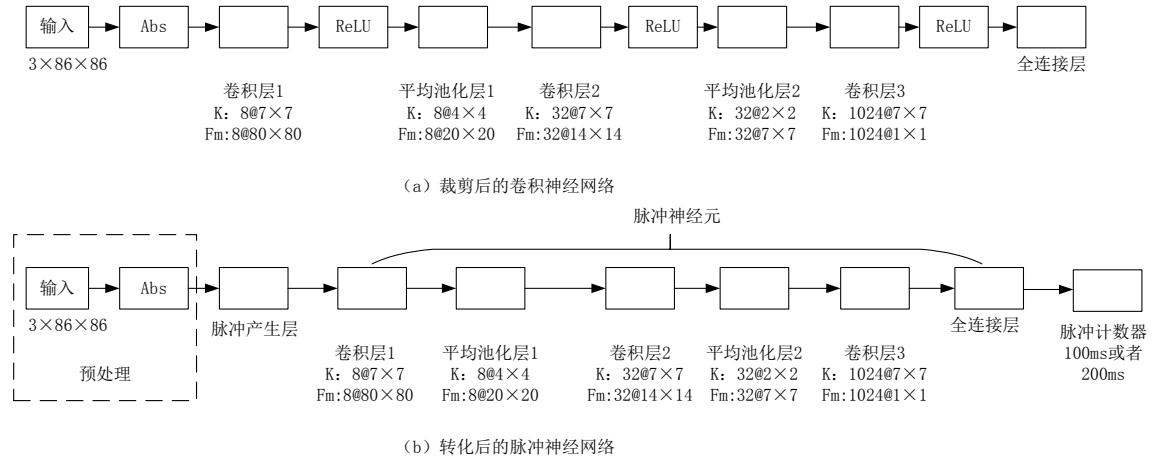 输入
Abs
ReLU
ReLU
ReLU
3×86×86
全连接层
卷积层1
K: 8@7×7
Fm:8@80×80
平均池化层1
K: 8@4×4
Fm:8@20×20
卷积层2
K: 32@7×7
Fm:32@14×14
平均池化层2
K: 32@2×2
Fm:32@7×7
卷积层3
K: 1024@7×7
Fm:1024@1×1
（a）裁剪后的卷积神经网络
脉冲神经元
输入
Abs
3×86×86
预处理
脉冲产生层
卷积层1
K: 8@7×7
Fm:8@80×80
平均池化层1
K: 8@4×4
Fm:8@20×20
卷积层2
K: 32@7×7
Fm:32@14×14
平均池化层2
K: 32@2×2
Fm:32@7×7
卷积层3
K: 1024@7×7
Fm:1024@1×1
全连接层
脉冲计数器
100ms或者
200ms
（b）转化后的脉冲神经网络